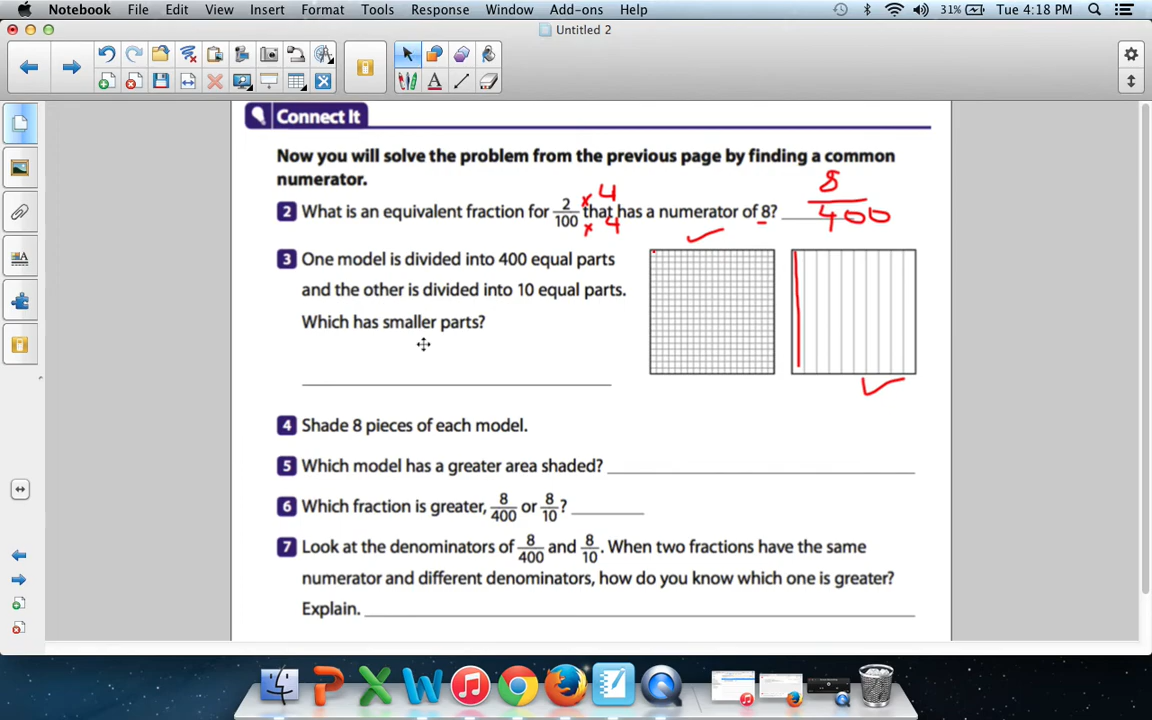 Notebook File Edit View Insert Format Tools Response Window Add-ons Help 31% Tue 4:18 PM
Untitled 2
Connect It
Now you will solve the problem from the previous page by finding a common
numerator.
2 What is an equivalent fraction for 2/100 that has a numerator of 8? ______
× 4
× 4
8/400
3 One model is divided into 400 equal parts
and the other is divided into 10 equal parts.
Which has smaller parts?
4 Shade 8 pieces of each model.
5 Which model has a greater area shaded? ______
6 Which fraction is greater, 8/400 or 8/10? ______
7 Look at the denominators of 8/400 and 8/10. When two fractions have the same
numerator and different denominators, how do you know which one is greater?
Explain. ______